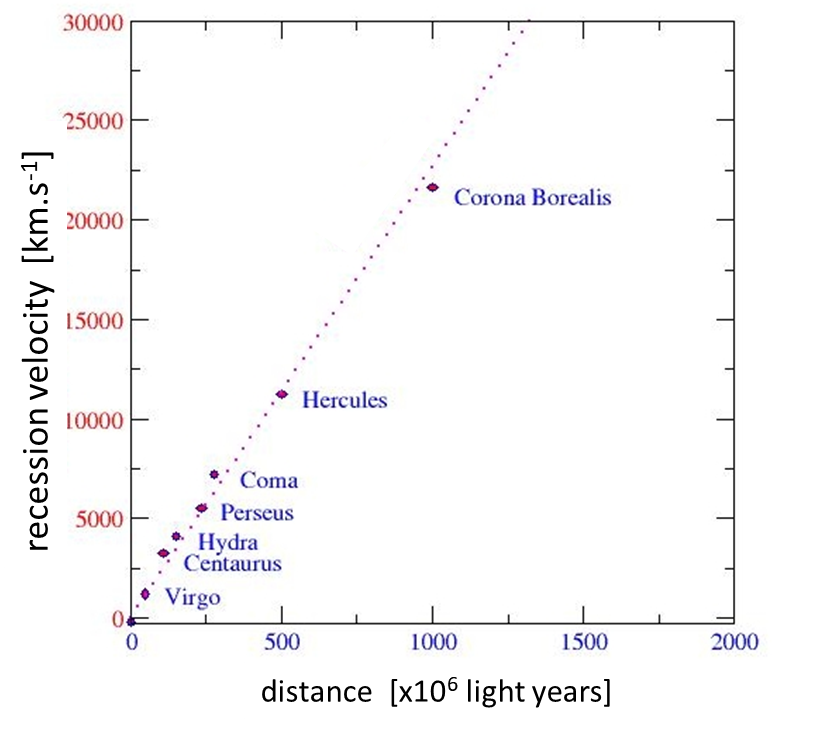 30000
25000
20000
15000
10000
5000
0
recession velocity [km.s⁻¹]
Corona Borealis
Hercules
Coma
Perseus
Hydra
Centaurus
Virgo
0 500 1000 1500 2000
distance [x10⁶ light years]